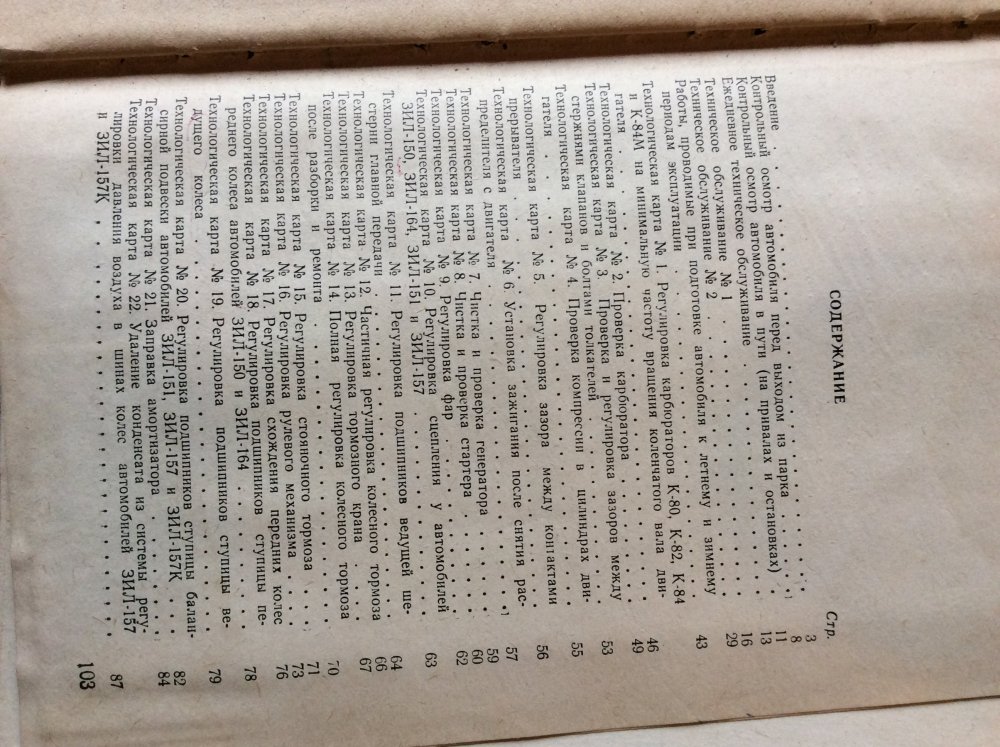 СОДЕРЖАНИЕ
Стр.
Введение . . . . . . . . . . . . . . . . . . . 3
Контрольный осмотр автомобиля перед выходом из парка . 8
Контрольный осмотр автомобиля в пути (на привалах и остановках) . 11
Ежедневное техническое обслуживание . . . . . . . . 13
Техническое обслуживание № 1 . . . . . . . . . . . 16
Техническое обслуживание № 2 . . . . . . . . . . . 29
Работы, проводимые при подготовке автомобиля к летнему и зимнему
периодам эксплуатации . . . . . . . . . . . . . 43
Технологическая карта № 1. Регулировка карбюраторов К-80, К-82, К-84
и К-84М на минимальную частоту вращения коленчатого вала дви-
гателя . . . . . . . . . . . . . . . . . . 46
Технологическая карта № 2. Проверка карбюратора . . . . 49
Технологическая карта № 3. Проверка и регулировка зазоров между
стержнями клапанов и болтами толкателей . . . . . . 53
Технологическая карта № 4. Проверка компрессии в цилиндрах дви-
гателя . . . . . . . . . . . . . . . . . . 55
Технологическая карта № 5. Регулировка зазора между контактами
прерывателя . . . . . . . . . . . . . . . . 56
Технологическая карта № 6. Установка зажигания после снятия рас-
пределителя с двигателя . . . . . . . . . . . . 57
Технологическая карта № 7. Чистка и проверка генератора . . 59
Технологическая карта № 8. Чистка и проверка стартера . . . 60
Технологическая карта № 9. Регулировка фар . . . . . . 62
Технологическая карта № 10. Регулировка сцепления у автомобилей
ЗИЛ-150, ЗИЛ-164, ЗИЛ-151 и ЗИЛ-157 . . . . . . . 63
Технологическая карта № 11. Регулировка подшипников ведущей ше-
стерни главной передачи . . . . . . . . . . . . 64
Технологическая карта № 12. Частичная регулировка колесного тормоза 66
Технологическая карта № 13. Регулировка тормозного крана . . 67
Технологическая карта № 14. Полная регулировка колесного тормоза
после разборки и ремонта . . . . . . . . . . . . 70
Технологическая карта № 15. Регулировка стояночного тормоза . 71
Технологическая карта № 16. Регулировка рулевого механизма . . 73
Технологическая карта № 17. Регулировка схождения передних колес 76
Технологическая карта № 18. Регулировка подшипников ступицы пе-
реднего колеса автомобилей ЗИЛ-150 и ЗИЛ-164 . . . . . 78
Технологическая карта № 19. Регулировка подшипников ступицы ве-
дущего колеса . . . . . . . . . . . . . . . 79
Технологическая карта № 20. Регулировка подшипников ступицы балан-
сирной подвески автомобилей ЗИЛ-151, ЗИЛ-157 и ЗИЛ-157К . . 82
Технологическая карта № 21. Заправка амортизатора . . . . 84
Технологическая карта № 22. Удаление конденсата из системы регу-
лировки давления воздуха в шинах колес автомобилей ЗИЛ-157
и ЗИЛ-157К . . . . . . . . . . . . . . . . 87
103